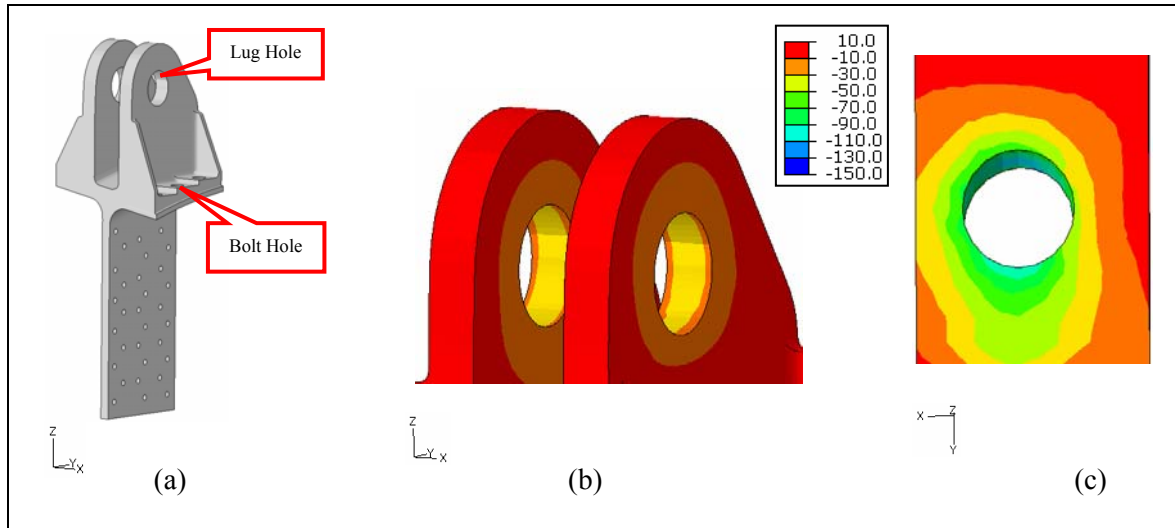 Lug Hole
Bolt Hole
10.0
-10.0
-30.0
-50.0
-70.0
-90.0
-110.0
-130.0
-150.0
Z
Y
X
(a)
Z
Y
X
(b)
X
Z
Y
(c)